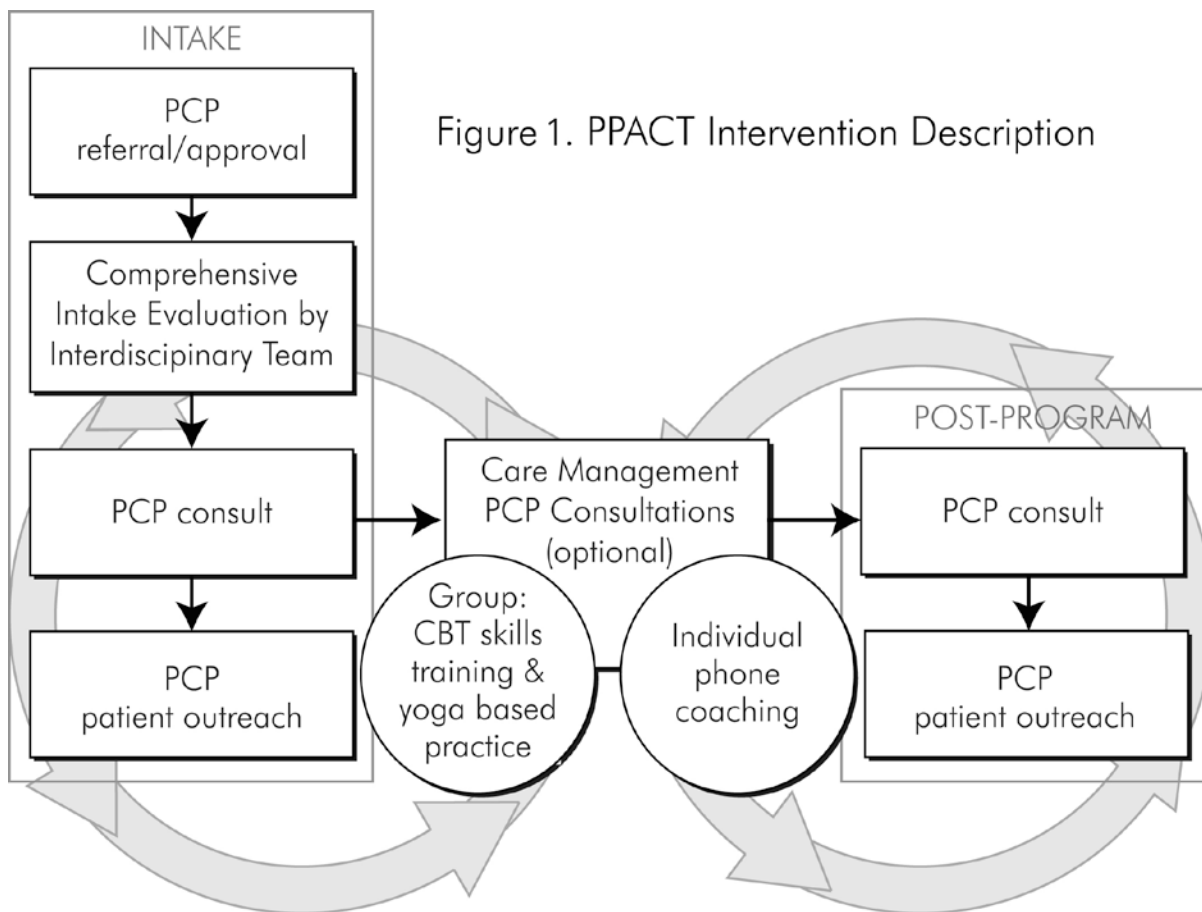 INTAKE
PCP
referral/approval
Comprehensive
Intake Evaluation by
Interdiscipinary Team
PCP consult
PCP
patient outreach
Figure 1. PPACT Intervention Description
Care Management
PCP Consultations
(optional)
Group:
CBT skills
training &
yoga based
practice
Individual
phone
coaching
POST-PROGRAM
PCP consult
PCP
patient outreach